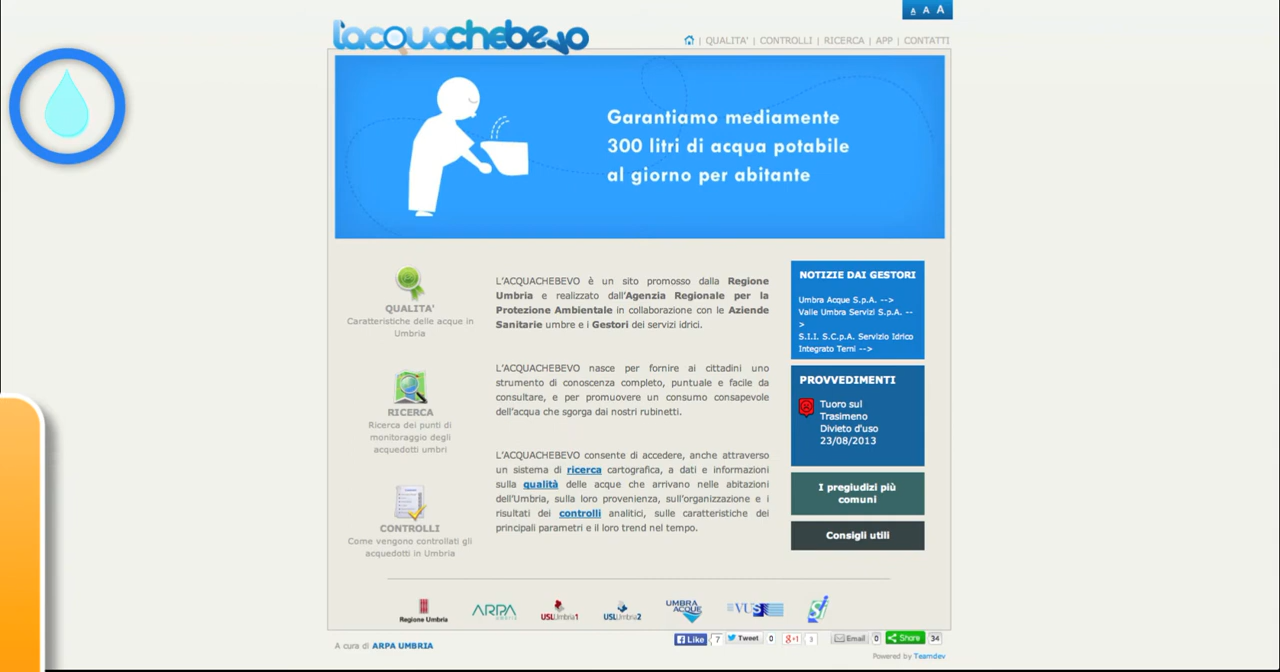 A A A
l'acquachebevo
| QUALITA' | CONTROLLI | RICERCA | APP | CONTATTI
Garantiamo mediamente
300 litri di acqua potabile
al giorno per abitante
QUALITA'
Caratteristiche delle acque in
Umbria
RICERCA
Ricerca dei punti di
monitoraggio degli
acquedotti umbri
CONTROLLI
Come vengono controllati gli
acquedotti in Umbria
L'ACQUACHEBEVO è un sito promosso dalla Regione
Umbria e realizzato dall'Agenzia Regionale per la
Protezione Ambientale in collaborazione con le Aziende
Sanitarie umbre e i Gestori dei servizi idrici.
L'ACQUACHEBEVO nasce per fornire ai cittadini uno
strumento di conoscenza completo, puntuale e facile da
consultare, e per promuovere un consumo consapevole
dell'acqua che sgorga dai nostri rubinetti.
L'ACQUACHEBEVO consente di accedere, anche attraverso
un sistema di ricerca cartografica, a dati e informazioni
sulla qualità delle acque che arrivano nelle abitazioni
dell'Umbria, sulla loro provenienza, sull'organizzazione e i
risultati dei controlli analitici, sulle caratteristiche dei
principali parametri e il loro trend nel tempo.
NOTIZIE DAI GESTORI
Umbra Acque S.p.A. -->
Valle Umbra Servizi S.p.A. --
>
S.I.I. S.C.p.A. Servizio Idrico
Integrato Terni -->
PROVVEDIMENTI
Tuoro sul
Trasimeno
Divieto d'uso
23/08/2013
I pregiudizi più
comuni
Consigli utili
Regione Umbria
ARPA
umbria
USLUmbria1
USLUmbria2
UMBRA
ACQUE
VUS
Si
A cura di ARPA UMBRIA
Like 7 Tweet 0 g+1 3 Email 0 Share 34
Powered by Teamdev